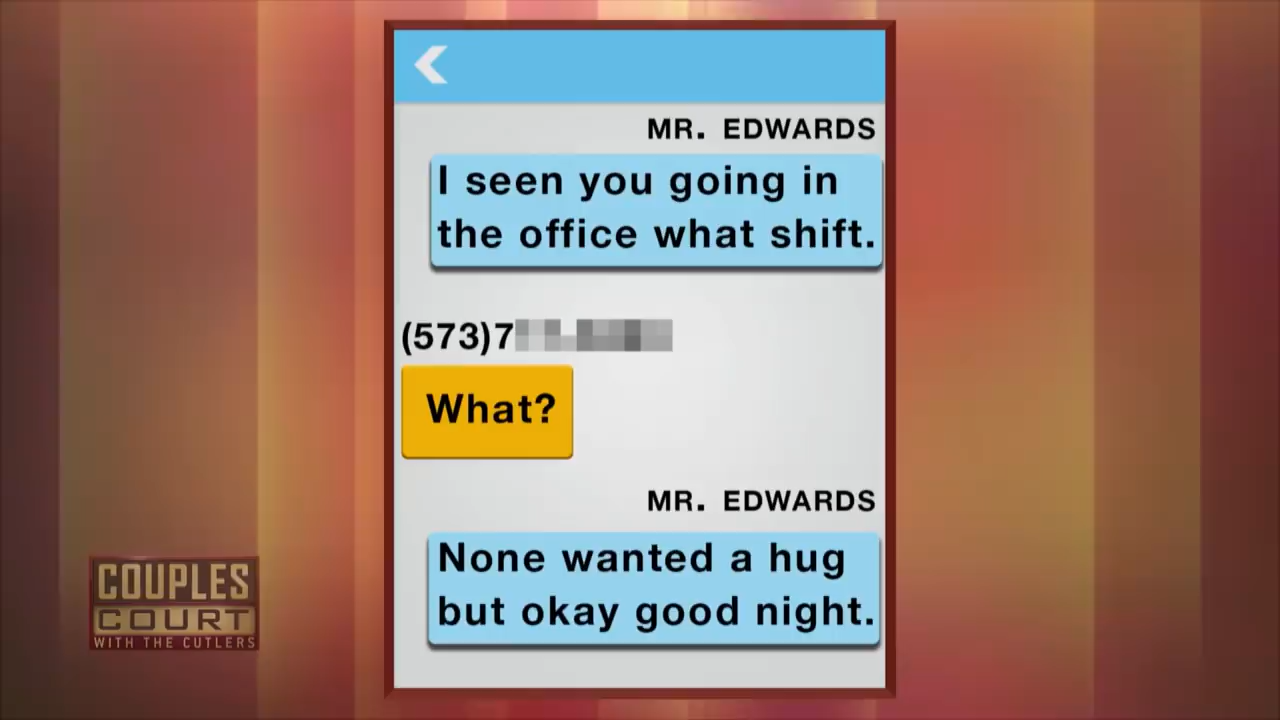 MR. EDWARDS
I seen you going in
the office what shift.
(573)7
What?
MR. EDWARDS
None wanted a hug
but okay good night.
COUPLES
COURT
WITH THE CUTLERS